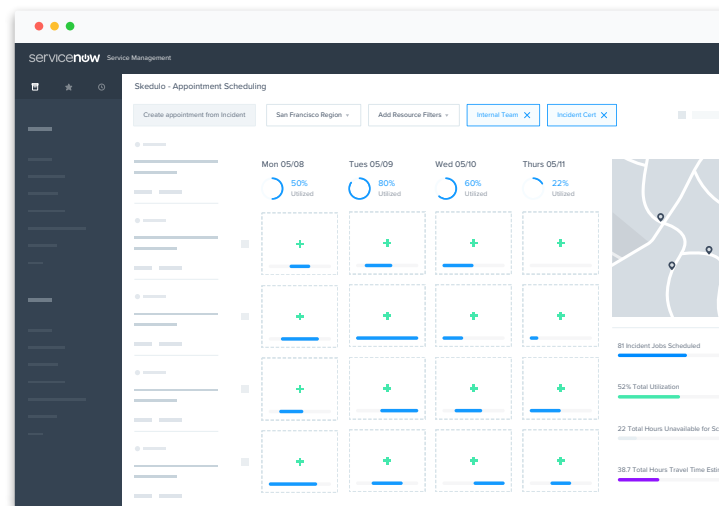 servicenow Service Management
Skedulo - Appointment Scheduling
Create appointment from Incident
San Francisco Region
Add Resource Filters
Internal Team X
Incident Cert X
Mon 05/08
50%
Utilized
Tues 05/09
80%
Utilized
Wed 05/10
60%
Utilized
Thurs 05/11
22%
Utilized
81 Incident Jobs Scheduled
52% Total Utilization
22 Total Hours Unavailable for Sc
38.7 Total Hours Travel Time Esti